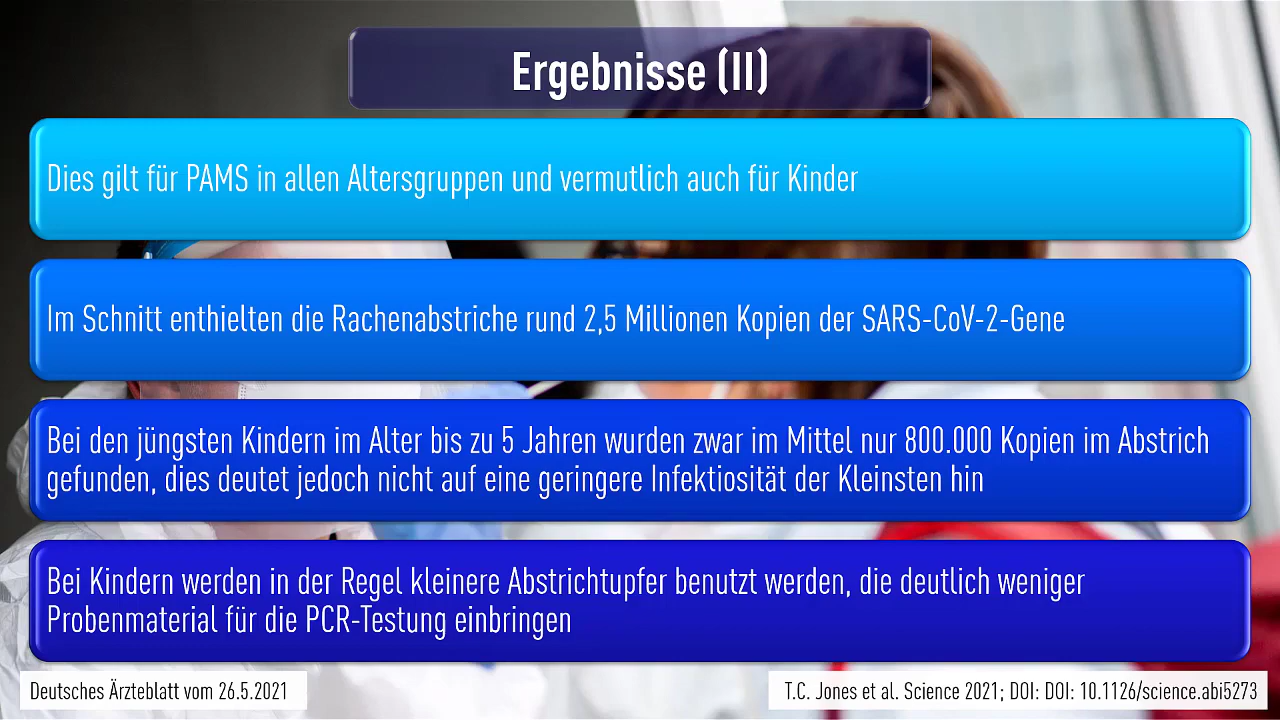 Ergebnisse (II)
Dies gilt für PAMS in allen Altersgruppen und vermutlich auch für Kinder
Im Schnitt enthielten die Rachenabstriche rund 2,5 Millionen Kopien der SARS-CoV-2-Gene
Bei den jüngsten Kindern im Alter bis zu 5 Jahren wurden zwar im Mittel nur 800.000 Kopien im Abstrich
gefunden, dies deutet jedoch nicht auf eine geringere Infektiosität der Kleinsten hin
Bei Kindern werden in der Regel kleinere Abstrichtupfer benutzt werden, die deutlich weniger
Probenmaterial für die PCR-Testung einbringen
Deutsches Ärzteblatt vom 26.5.2021
T.C. Jones et al. Science 2021; DOI: DOI: 10.1126/science.abi5273